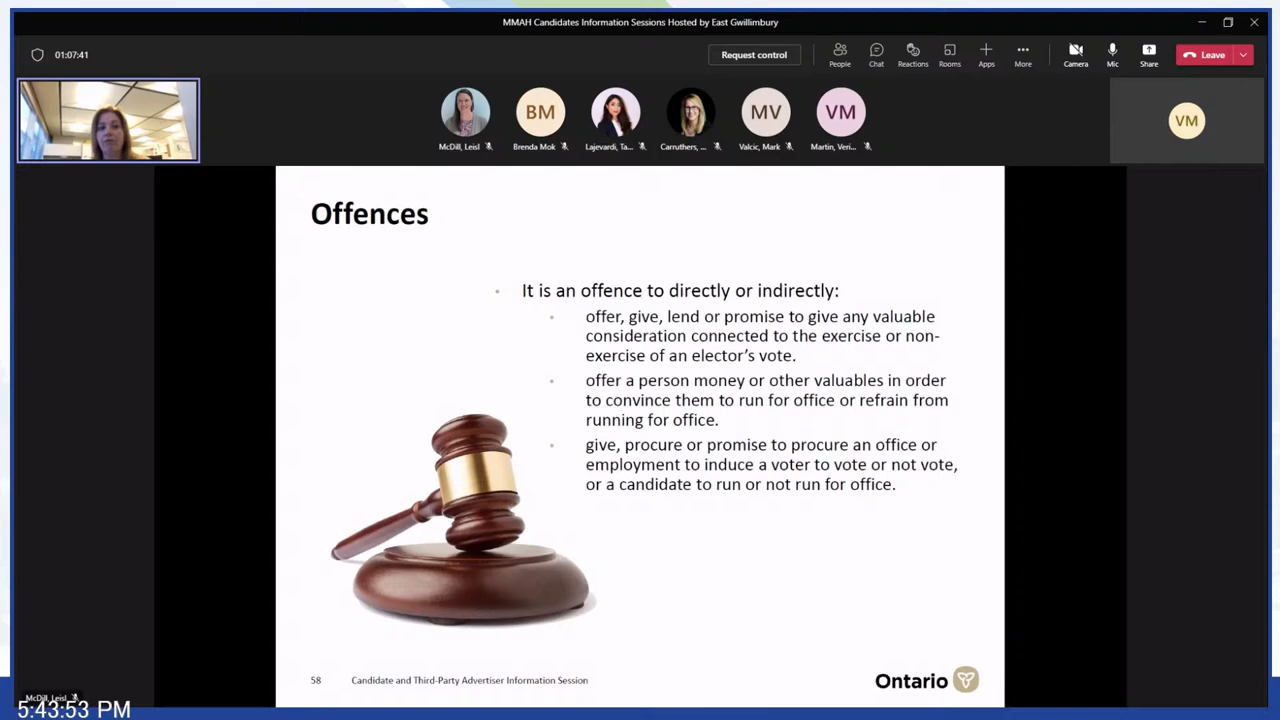 MMAH Candidates Information Sessions Hosted by East Gwillimbury
01:07:41
Request control
People
Chat
Reactions
Rooms
Apps
More
Camera
Mic
Share
Leave
BM
MV
VM
VM
McDill, Leisl
Brenda Mok
Lajevardi, Ta...
Carruthers, ...
Valcic, Mark
Martin, Veri...
Offences
• It is an offence to directly or indirectly:
• offer, give, lend or promise to give any valuable
consideration connected to the exercise or non-
exercise of an elector's vote.
• offer a person money or other valuables in order
to convince them to run for office or refrain from
running for office.
• give, procure or promise to procure an office or
employment to induce a voter to vote or not vote,
or a candidate to run or not run for office.
58
Candidate and Third-Party Advertiser Information Session
Ontario
McDill, Leisl
5:43:53 PM